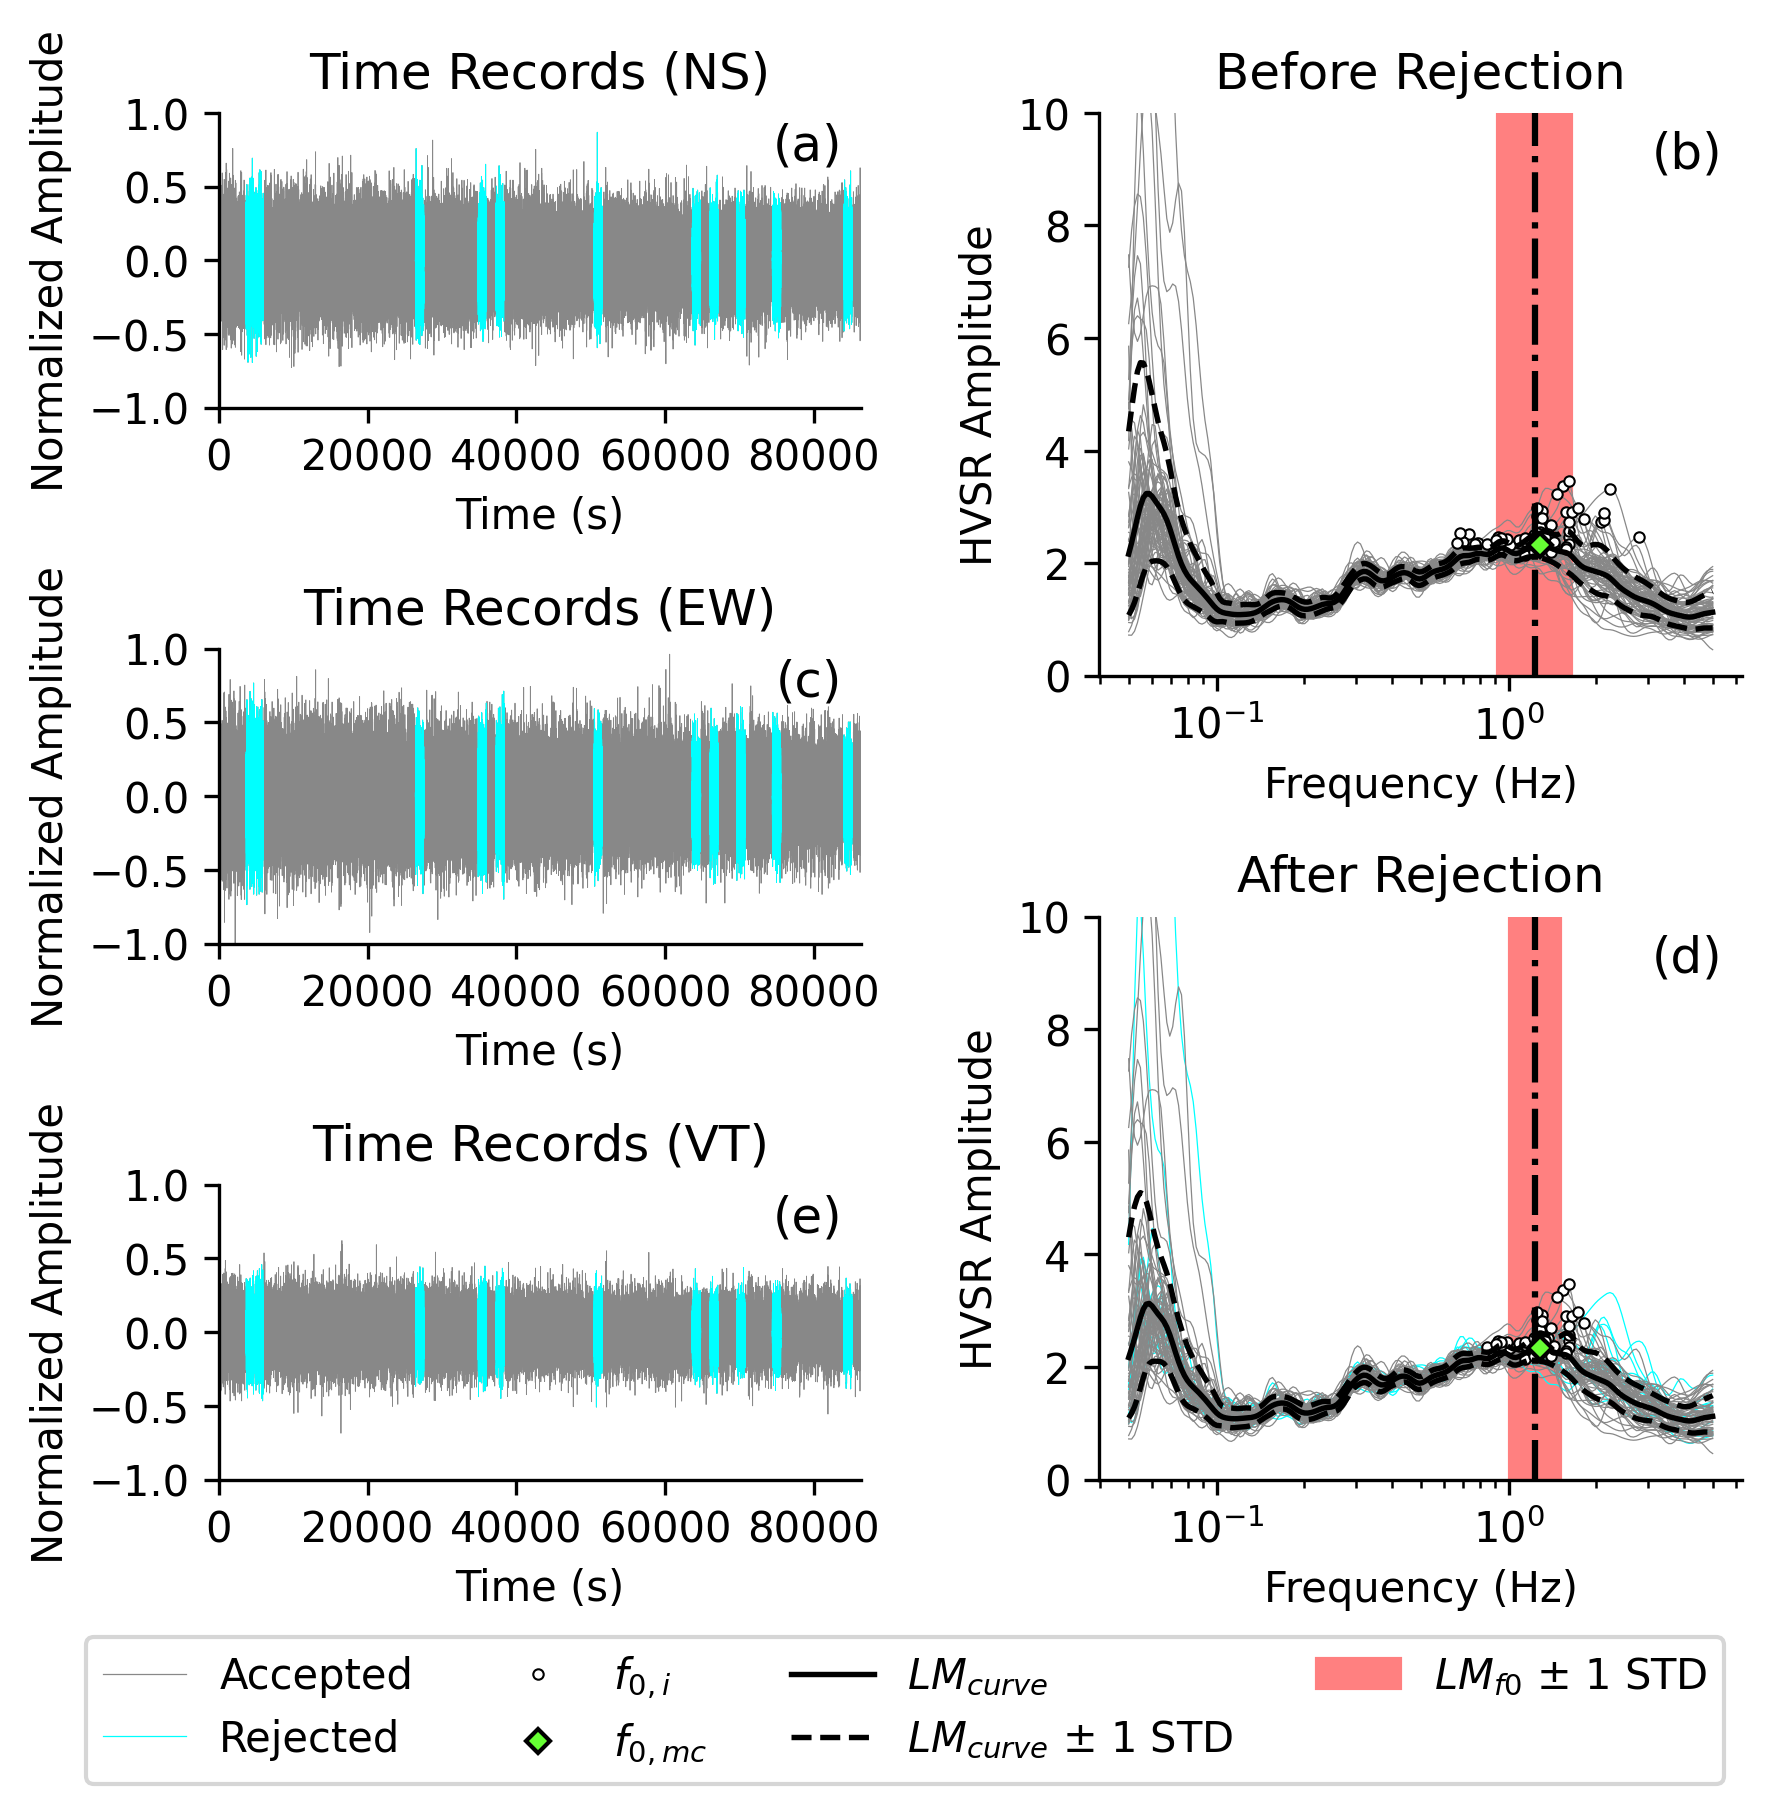 Time Records (NS)
Normalized Amplitude
1.0
0.5
0.0
−0.5
−1.0
(a)
0 20000 40000 60000 80000
Time (s)
Before Rejection
HVSR Amplitude
10
8
6
4
2
0
(b)
10⁻¹ 10⁰
Frequency (Hz)
Time Records (EW)
Normalized Amplitude
1.0
0.5
0.0
−0.5
−1.0
(c)
0 20000 40000 60000 80000
Time (s)
After Rejection
HVSR Amplitude
10
8
6
4
2
0
(d)
10⁻¹ 10⁰
Frequency (Hz)
Time Records (VT)
Normalized Amplitude
1.0
0.5
0.0
−0.5
−1.0
(e)
0 20000 40000 60000 80000
Time (s)
Accepted
Rejected
f0,i
f0,mc
LMcurve
LMcurve ± 1 STD
LMf0 ± 1 STD